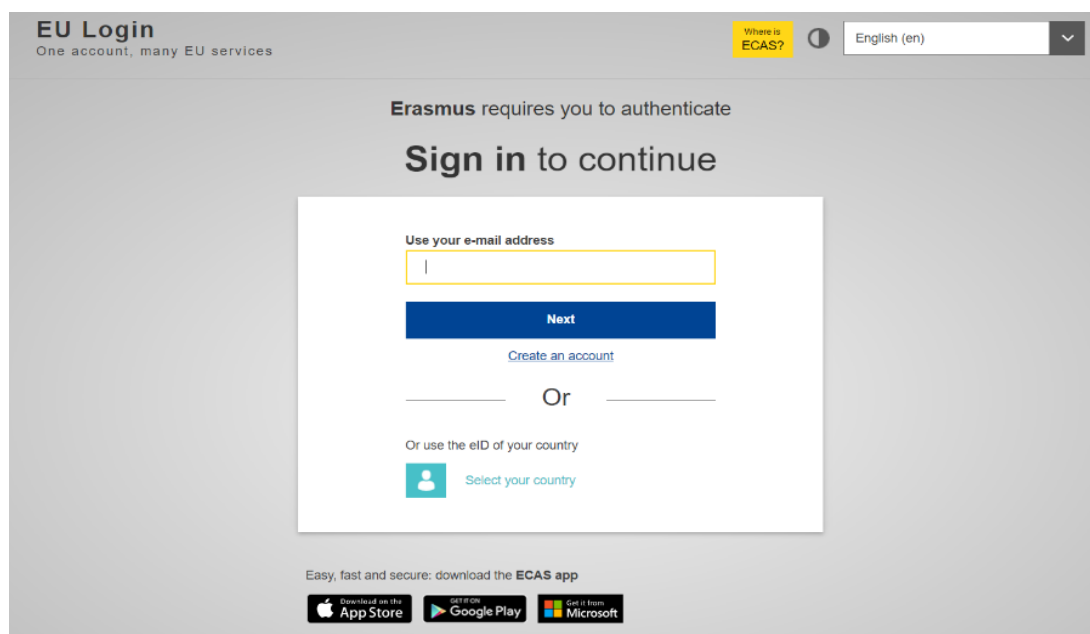 EU Login
One account, many EU services
Where is
ECAS?
English (en)
Erasmus requires you to authenticate
Sign in to continue
Use your e-mail address
Next
Create an account
Or
Or use the eID of your country
Select your country
Easy, fast and secure: download the ECAS app
Download on the
App Store
GET IT ON
Google Play
Get it from
Microsoft